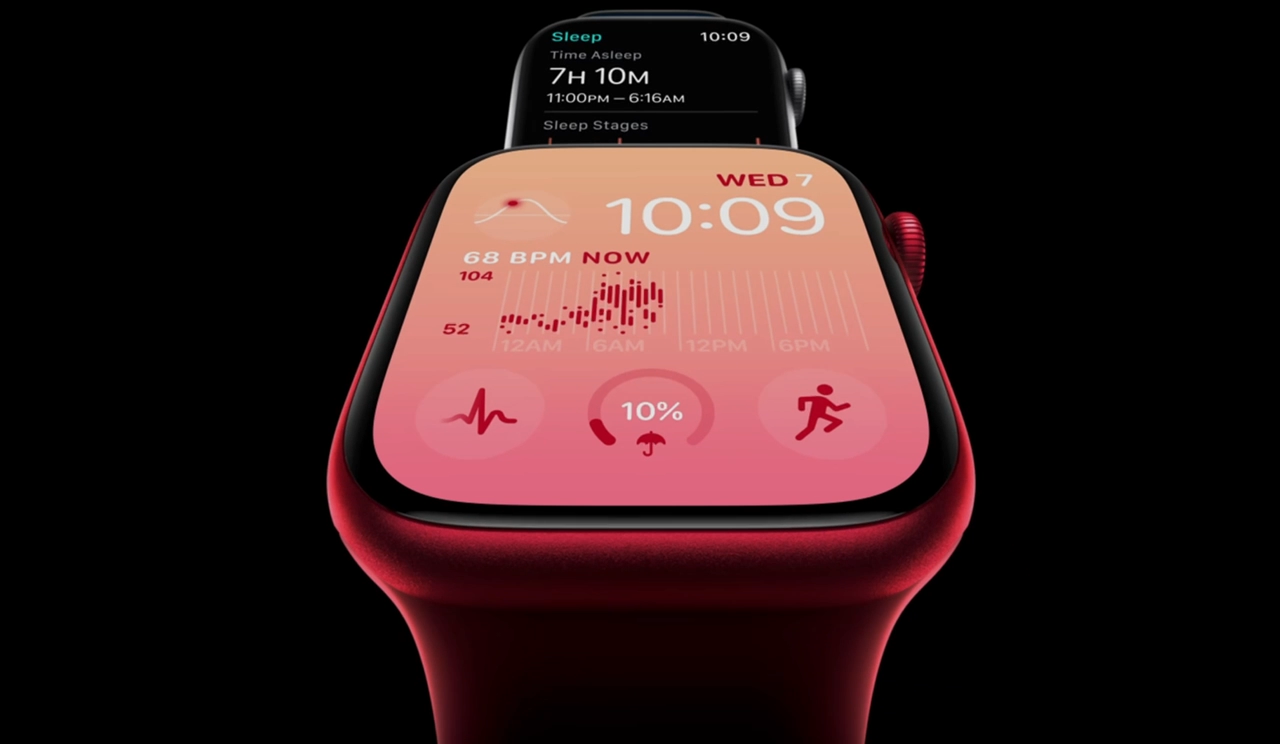 Sleep 10:09
Time Asleep
7H 10M
11:00PM – 6:16AM
Sleep Stages
WED 7
10:09
68 BPM NOW
104
52
12AM 6AM 12PM 6PM
10%